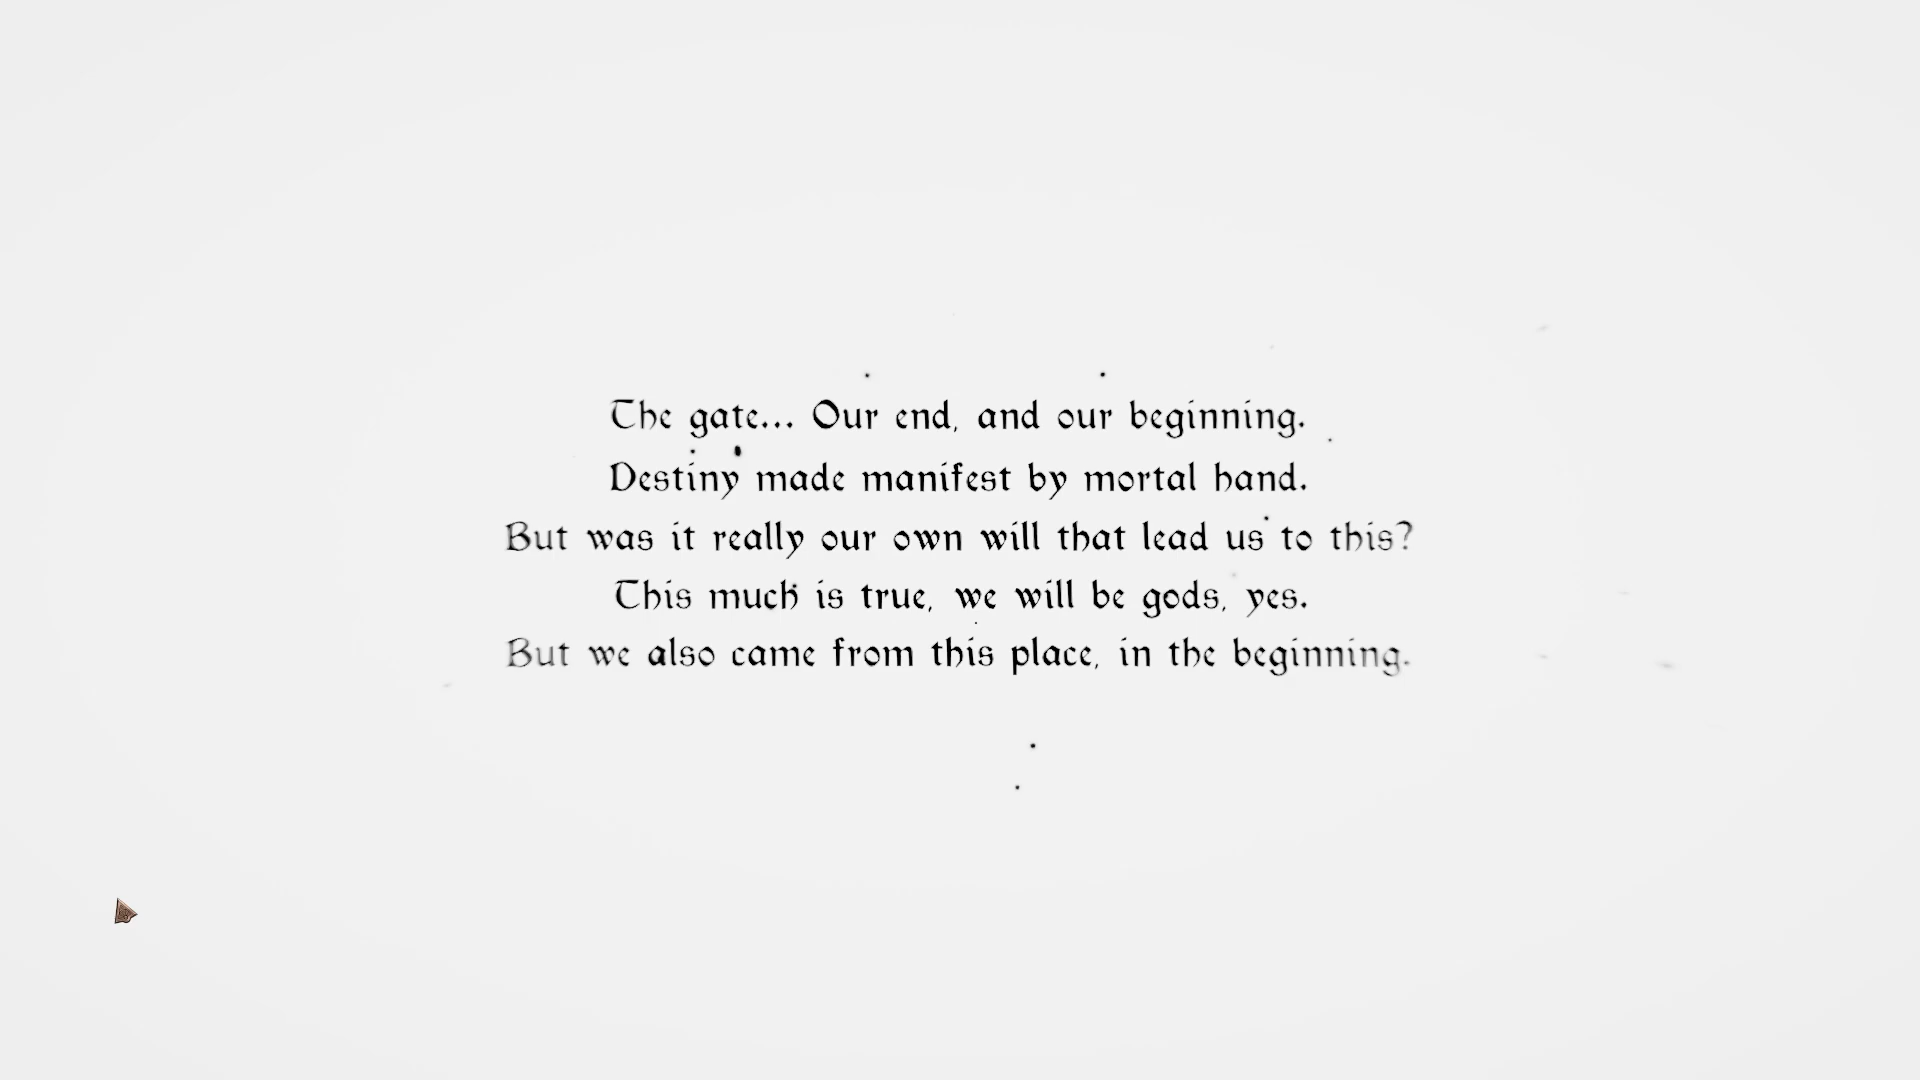 The gate... Our end, and our beginning.
Destiny made manifest by mortal hand.
But was it really our own will that lead us to this?
This much is true, we will be gods, yes.
But we also came from this place, in the beginning.